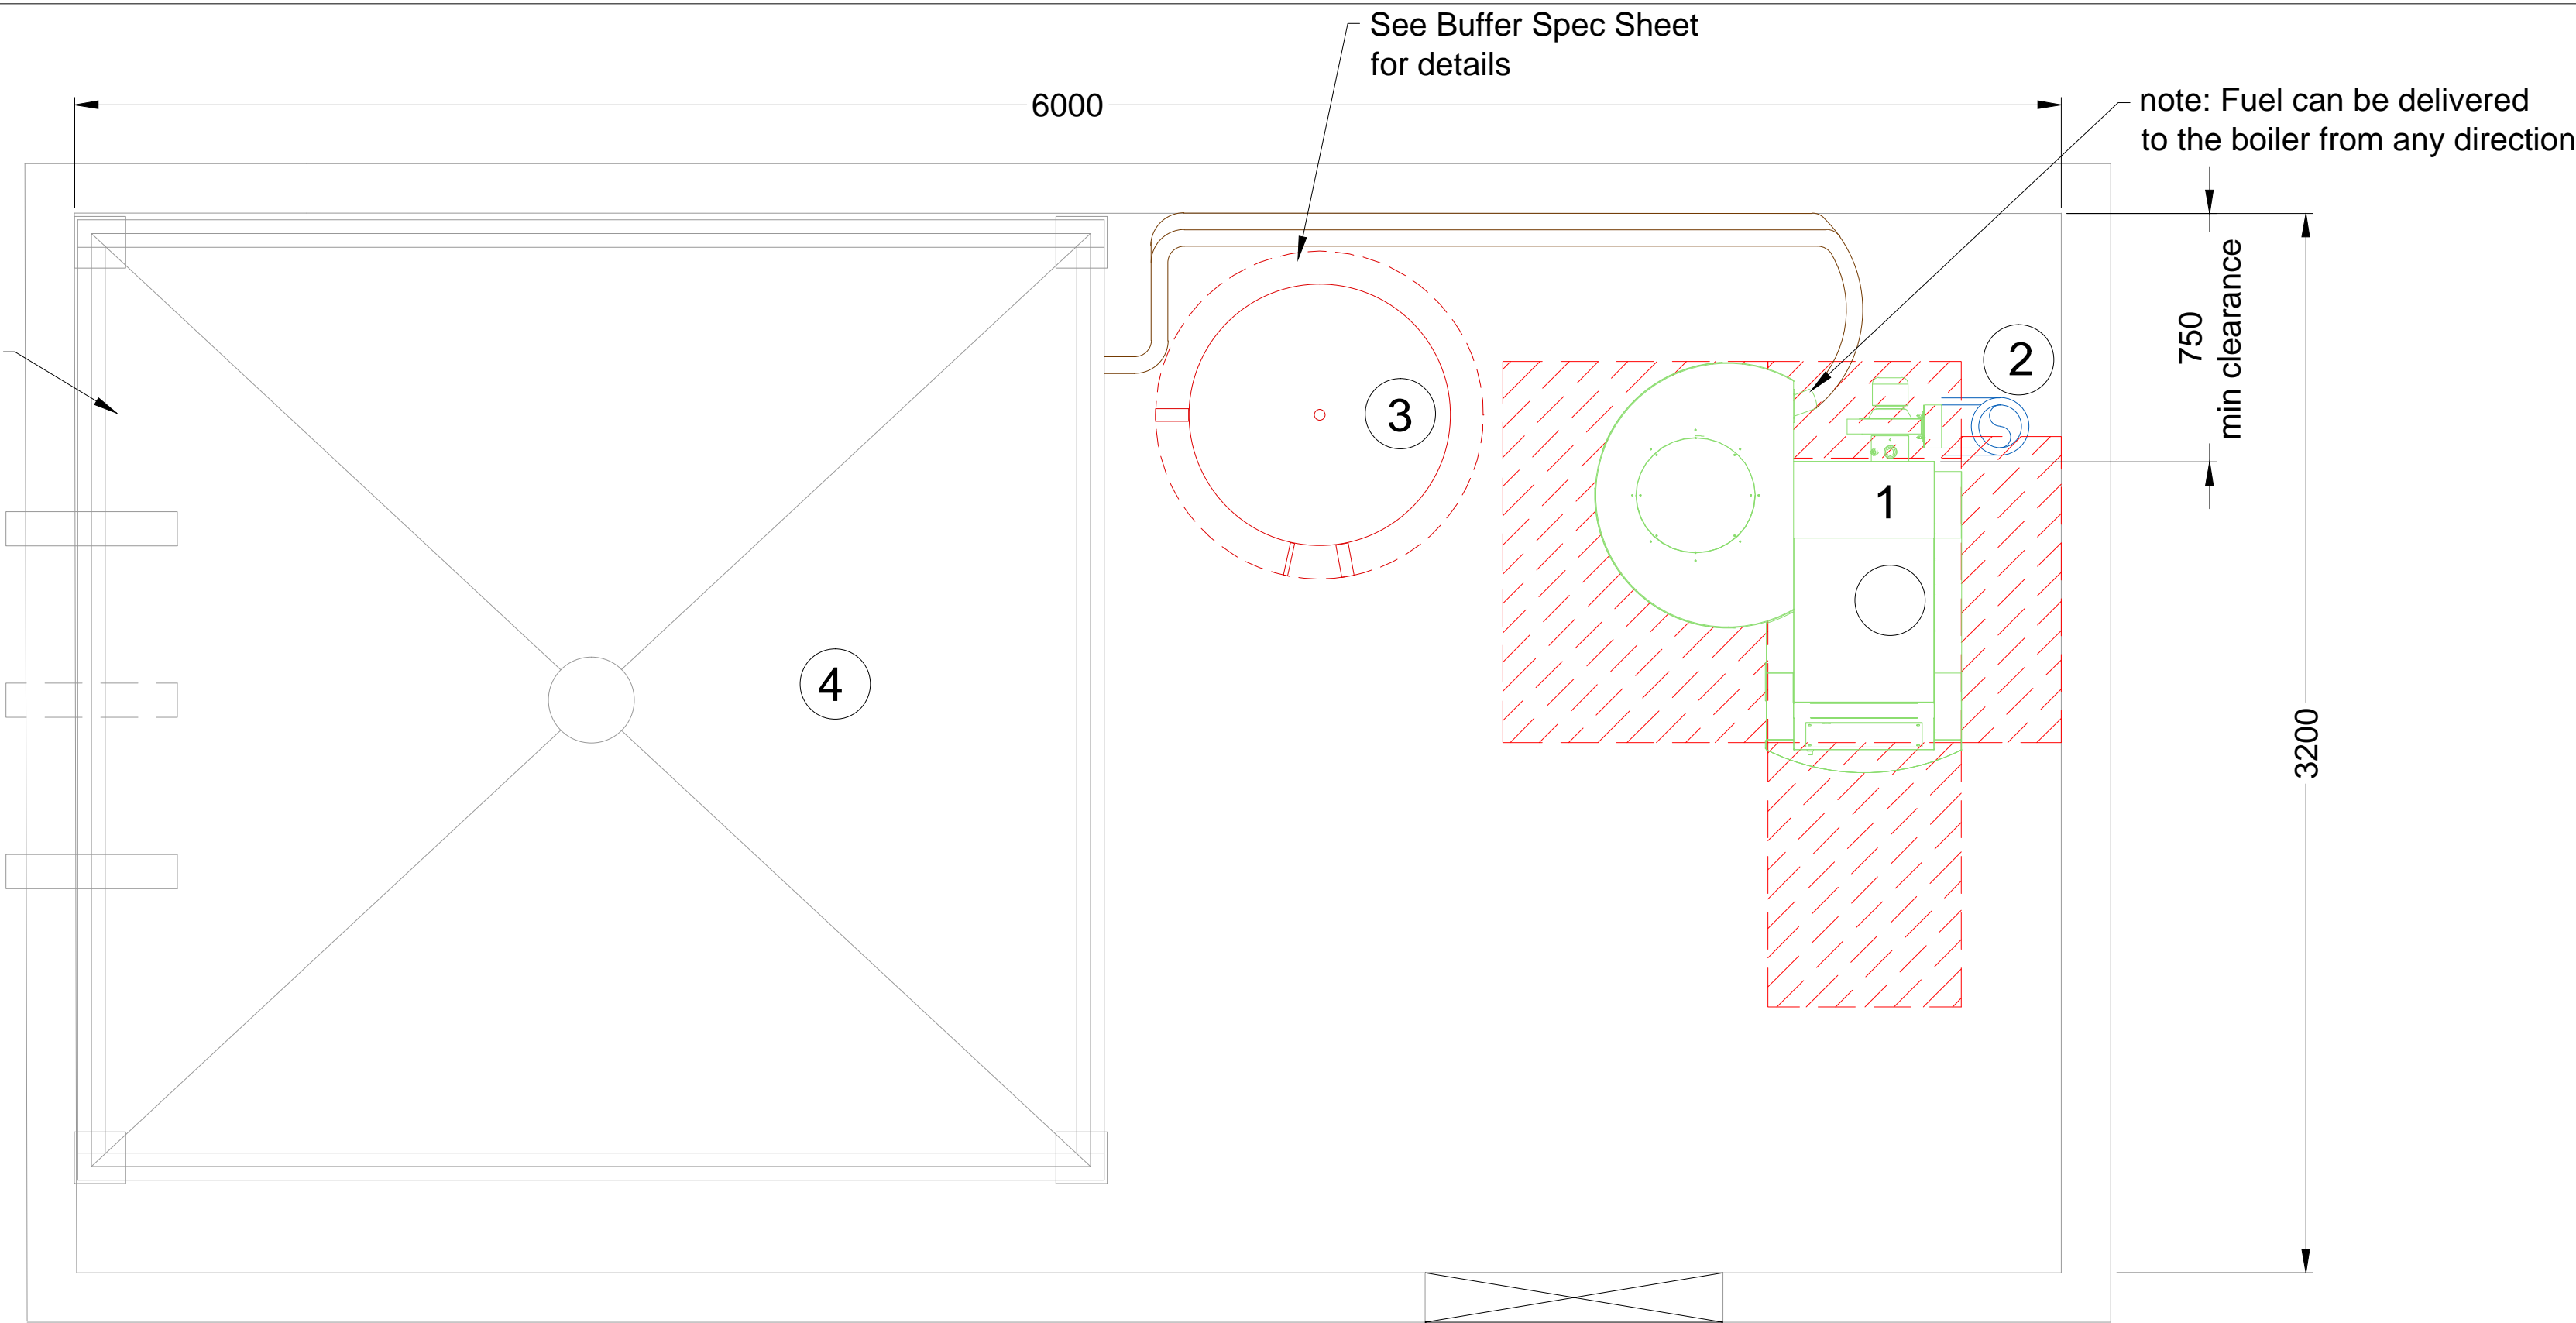 See Buffer Spec Sheet
for details
6000
note: Fuel can be delivered
to the boiler from any direction
750
min clearance
2
3
1
4
3200